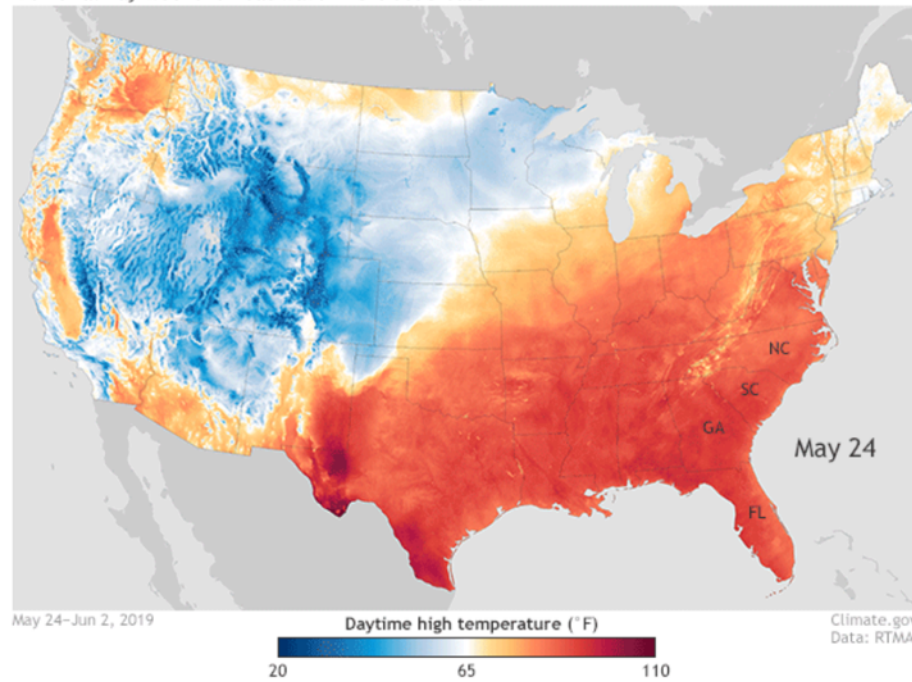 NC
SC
GA
May 24
FL
May 24–Jun 2, 2019
Daytime high temperature (°F)
Climate.gov
Data: RTMA
20
65
110